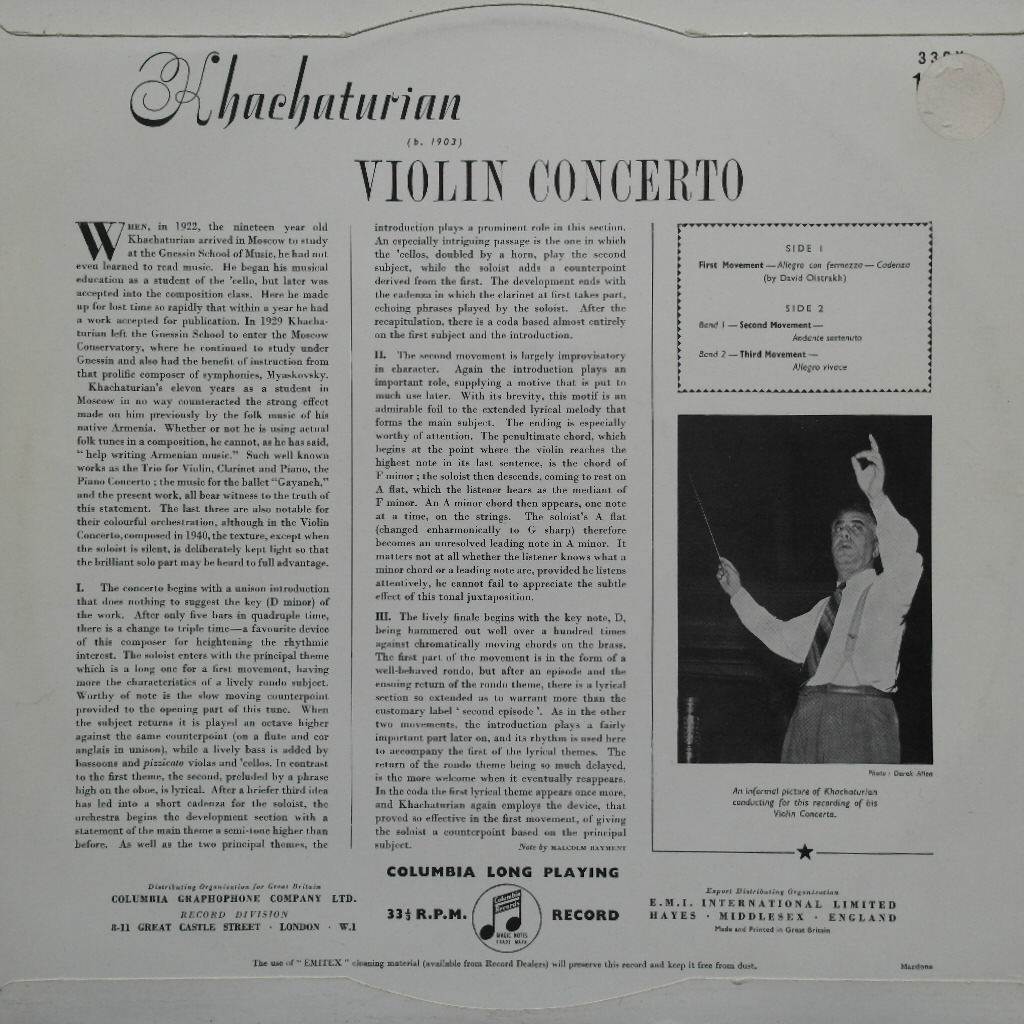 Khachaturian
(b. 1903)
VIOLIN CONCERTO
WHEN, in 1922, the nineteen year old
Khachaturian arrived in Moscow to study
at the Gnessin School of Music, he had not
even learned to read music. He began his musical
education as a student of the 'cello, but later was
accepted into the composition class. Here he made
up for lost time so rapidly that within a year he had
a work accepted for publication. In 1929 Khacha-
turian left the Gnessin School to enter the Moscow
Conservatory, where he continued to study under
Gnessin and also had the benefit of instruction from
that prolific composer of symphonies, Myaskovsky.
Khachaturian's eleven years as a student in
Moscow in no way counteracted the strong effect
made on him previously by the folk music of his
native Armenia. Whether or not he is using actual
folk tunes in a composition, he cannot, as he has said,
" help writing Armenian music." Such well known
works as the Trio for Violin, Clarinet and Piano, the
Piano Concerto ; the music for the ballet "Gayaneh,"
and the present work, all bear witness to the truth of
this statement. The last three are also notable for
their colourful orchestration, although in the Violin
Concerto, composed in 1940, the texture, except when
the soloist is silent, is deliberately kept light so that
the brilliant solo part may be heard to full advantage.
I. The concerto begins with a unison introduction
that does nothing to suggest the key (D minor) of
the work. After only five bars in quadruple time,
there is a change to triple time—a favourite device
of this composer for heightening the rhythmic
interest. The soloist enters with the principal theme
which is a long one for a first movement, having
more the characteristics of a lively rondo subject.
Worthy of note is the slow moving counterpoint
provided to the opening part of this tune. When
the subject returns it is played an octave higher
against the same counterpoint (on a flute and cor
anglais in unison), while a lively bass is added by
bassoons and pizzicato violas and 'cellos. In contrast
to the first theme, the second, preluded by a phrase
high on the oboe, is lyrical. After a briefer third idea
has led into a short cadenza for the soloist, the
orchestra begins the development section with a
statement of the main theme a semi-tone higher than
before. As well as the two principal themes, the
introduction plays a prominent role in this section.
An especially intriguing passage is the one in which
the 'cellos, doubled by a horn, play the second
subject, while the soloist adds a counterpoint
derived from the first. The development ends with
the cadenza in which the clarinet at first takes part,
echoing phrases played by the soloist. After the
recapitulation, there is a coda based almost entirely
on the first subject and the introduction.
II. The second movement is largely improvisatory
in character. Again the introduction plays an
important role, supplying a motive that is put to
much use later. With its brevity, this motif is an
admirable foil to the extended lyrical melody that
forms the main subject. The ending is especially
worthy of attention. The penultimate chord, which
begins at the point where the violin reaches the
highest note in its last sentence, is the chord of
F minor ; the soloist then descends, coming to rest on
A flat, which the listener hears as the mediant of
F minor. An A minor chord then appears, one note
at a time, on the strings. The soloist's A flat
(changed enharmonically to G sharp) therefore
becomes an unresolved leading note in A minor. It
matters not at all whether the listener knows what a
minor chord or a leading note are, provided he listens
attentively, he cannot fail to appreciate the subtle
effect of this tonal juxtaposition.
III. The lively finale begins with the key note, D,
being hammered out well over a hundred times
against chromatically moving chords on the brass.
The first part of the movement is in the form of a
well-behaved rondo, but after an episode and the
ensuing return of the rondo theme, there is a lyrical
section so extended as to warrant more than the
customary label ' second episode '. As in the other
two movements, the introduction plays a fairly
important part later on, and its rhythm is used here
to accompany the first of the lyrical themes. The
return of the rondo theme being so much delayed,
is the more welcome when it eventually reappears.
In the coda the first lyrical theme appears once more,
and Khachaturian again employs the device, that
proved so effective in the first movement, of giving
the soloist a counterpoint based on the principal
subject.
Note by MALCOLM RAYMENT
SIDE 1
First Movement — Allegro con fermezza — Cadenza
(by David Oistrakh)
SIDE 2
Band 1 — Second Movement —
Andante sostenuto
Band 2 — Third Movement —
Allegro vivace
Photo : Derek Allen
An informal picture of Khachaturian
conducting for this recording of his
Violin Concerto.
COLUMBIA LONG PLAYING
33⅓ R.P.M.
Columbia Records
MAGIC NOTES
TRADE MARK
RECORD
Distributing Organisation for Great Britain
COLUMBIA GRAPHOPHONE COMPANY LTD.
RECORD DIVISION
8-11 GREAT CASTLE STREET · LONDON · W.1
Export Distributing Organisation
E.M.I. INTERNATIONAL LIMITED
HAYES · MIDDLESEX · ENGLAND
Made and Printed in Great Britain
The use of " EMITEX " cleaning material (available from Record Dealers) will preserve this record and keep it free from dust.
Mardons